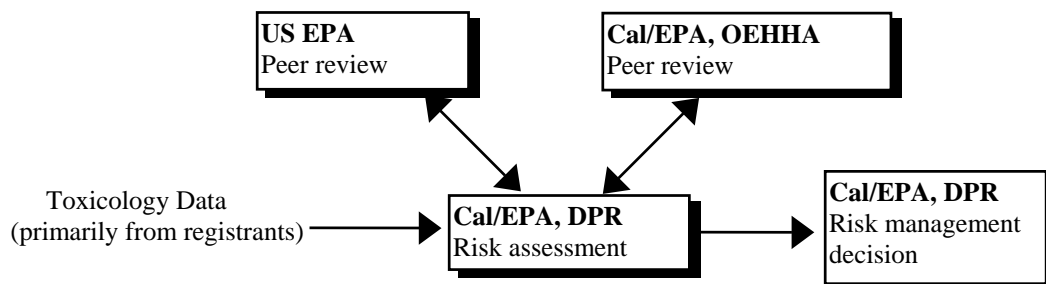 US EPA
Peer review
Cal/EPA, OEHHA
Peer review
Toxicology Data
(primarily from registrants)
Cal/EPA, DPR
Risk assessment
Cal/EPA, DPR
Risk management
decision